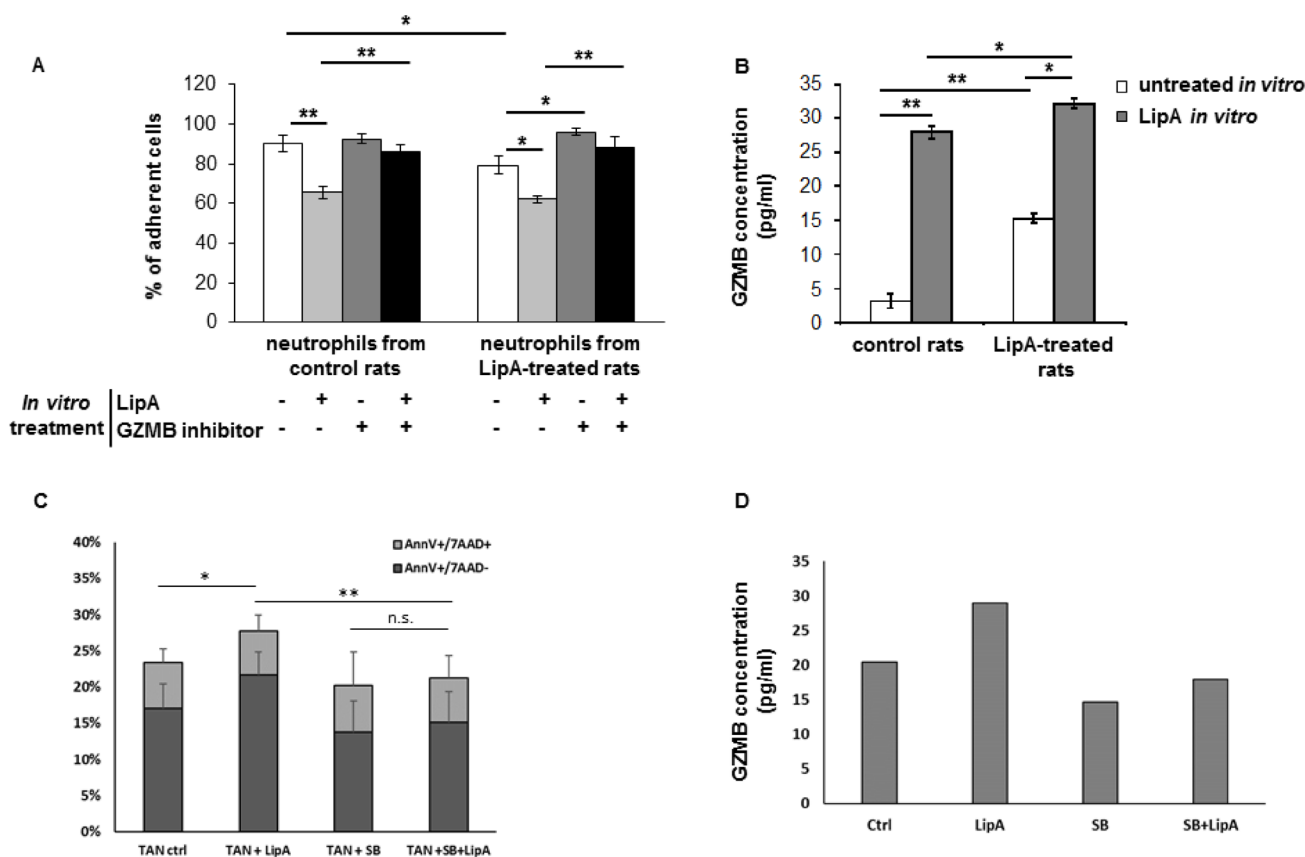 A
*
**
**
**
*
*
120
100
80
60
40
20
0
% of adherent cells
neutrophils from
control rats
neutrophils from
LipA-treated rats
In vitro
treatment
LipA
- + - + - + - +
GZMB inhibitor
- - + + - - + +
B
*
**
*
**
untreated in vitro
LipA in vitro
35
30
25
20
15
10
5
0
GZMB concentration
(pg/ml)
control rats
LipA-treated
rats
C
AnnV+/7AAD+
AnnV+/7AAD-
*
**
n.s.
40%
35%
30%
25%
20%
15%
10%
5%
0%
TAN ctrl
TAN + LipA
TAN + SB
TAN +SB+LipA
D
35
30
25
20
15
10
5
0
GZMB concentration
(pg/ml)
Ctrl
LipA
SB
SB+LipA